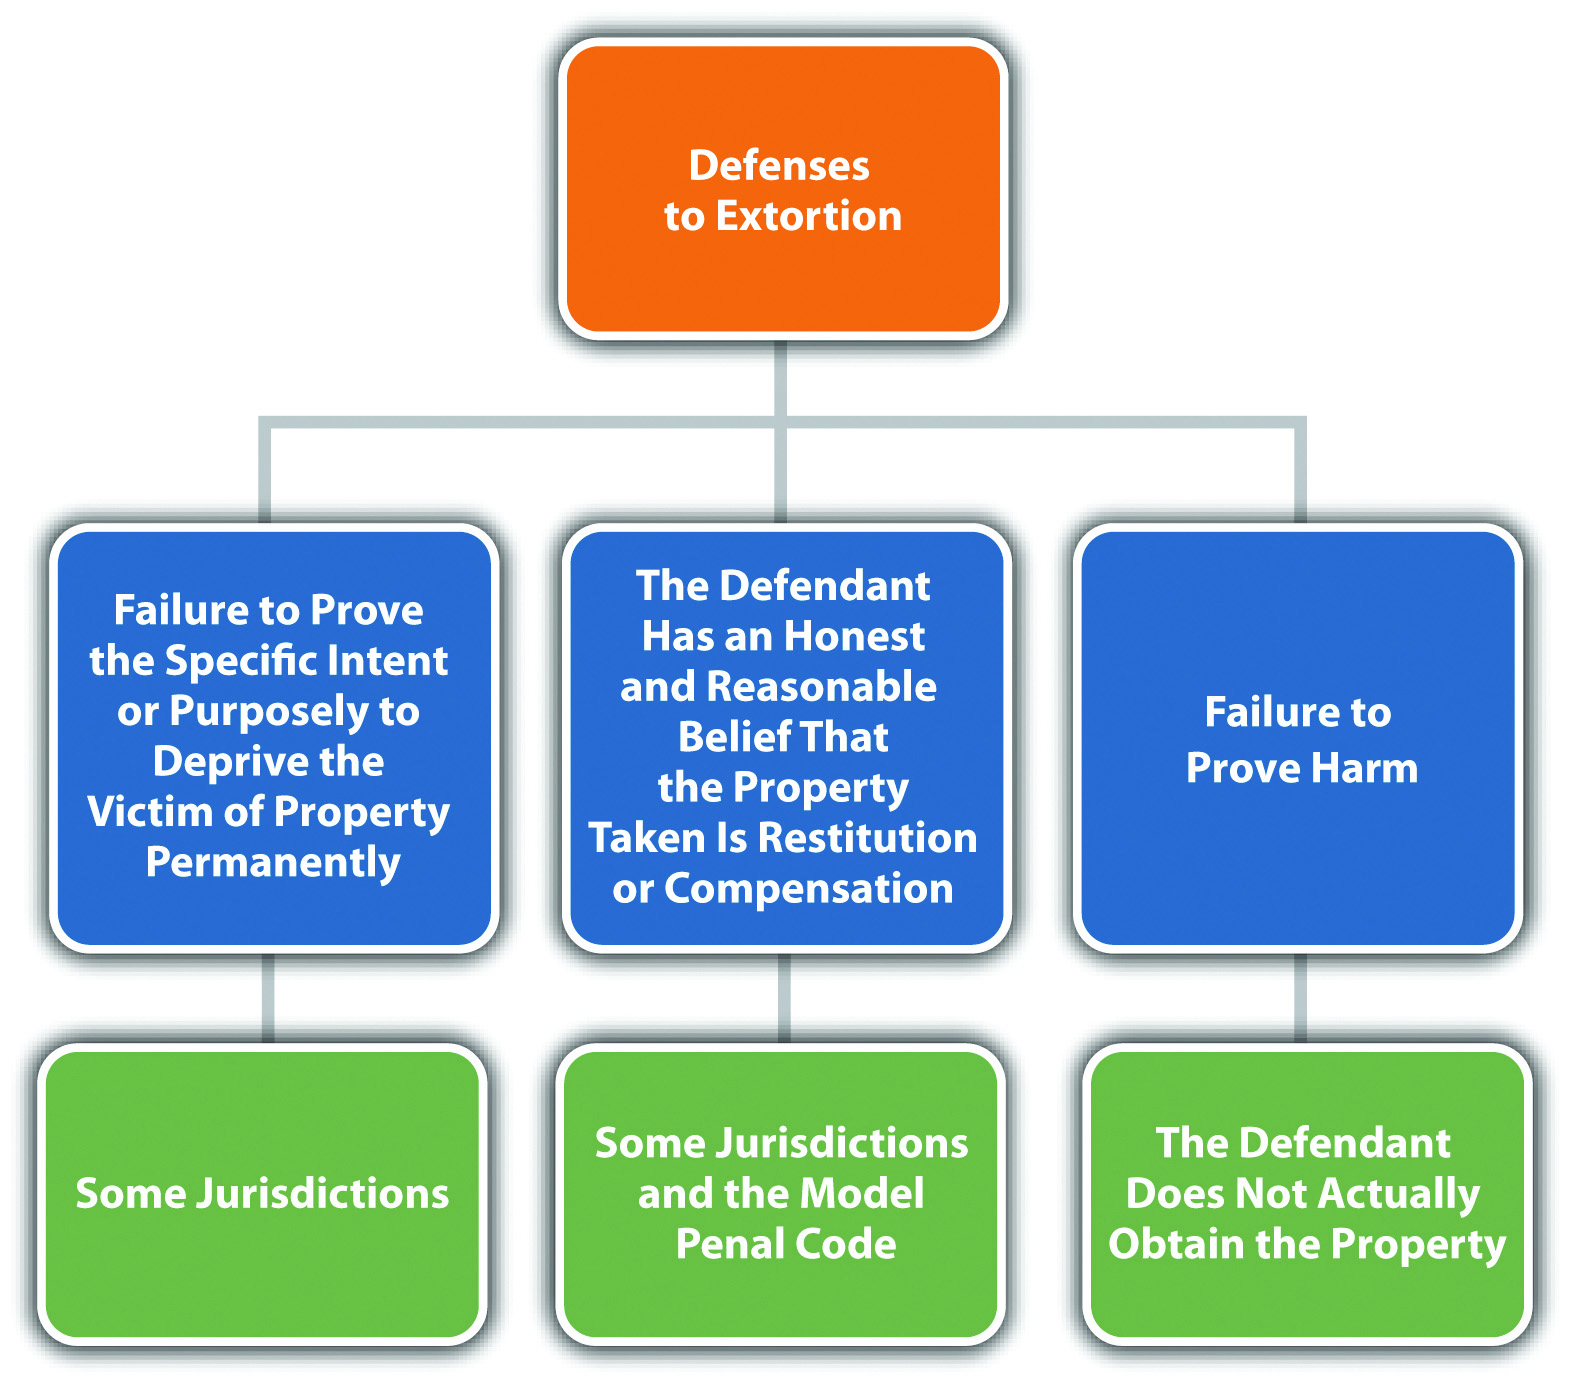 Defenses
to Extortion
Failure to Prove
the Specific Intent
or Purposely to
Deprive the
Victim of Property
Permanently
The Defendant
Has an Honest
and Reasonable
Belief That
the Property
Taken Is Restitution
or Compensation
Failure to
Prove Harm
Some Jurisdictions
Some Jurisdictions
and the Model
Penal Code
The Defendant
Does Not Actually
Obtain the Property